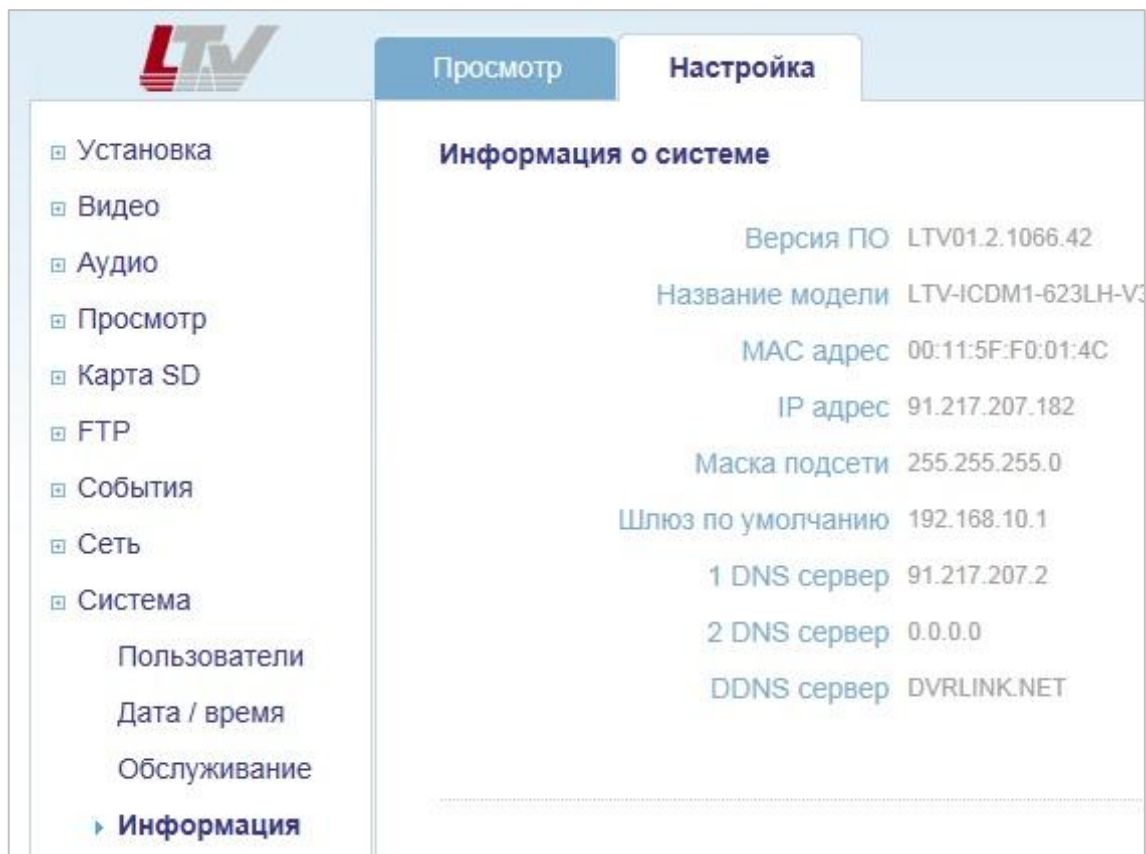 LTV
Просмотр
Настройка
Установка
Видео
Аудио
Просмотр
Карта SD
FTP
События
Сеть
Система
Пользователи
Дата / время
Обслуживание
Информация
Информация о системе
Версия ПО LTV01.2.1066.42
Название модели LTV-ICDM1-623LH-V3
MAC адрес 00:11:5F:F0:01:4C
IP адрес 91.217.207.182
Маска подсети 255.255.255.0
Шлюз по умолчанию 192.168.10.1
1 DNS сервер 91.217.207.2
2 DNS сервер 0.0.0.0
DDNS сервер DVRLINK.NET